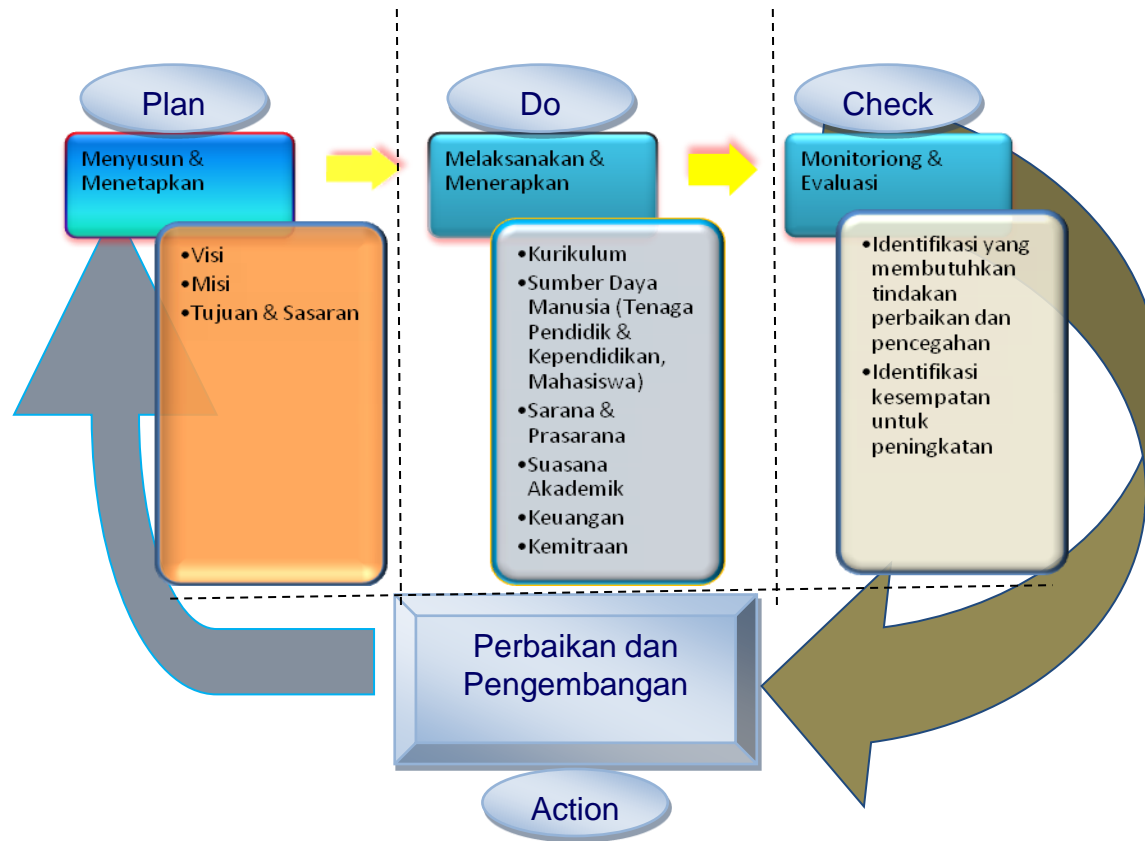 Plan
Menyusun &
Menetapkan
•Visi
•Misi
•Tujuan & Sasaran
Do
Melaksanakan &
Menerapkan
•Kurikulum
•Sumber Daya
Manusia (Tenaga
Pendidik &
Kependidikan,
Mahasiswa)
•Sarana &
Prasarana
•Suasana
Akademik
•Keuangan
•Kemitraan
Check
Monitoriong &
Evaluasi
•Identifikasi yang
membutuhkan
tindakan
perbaikan dan
pencegahan
•Identifikasi
kesempatan
untuk
peningkatan
Perbaikan dan
Pengembangan
Action